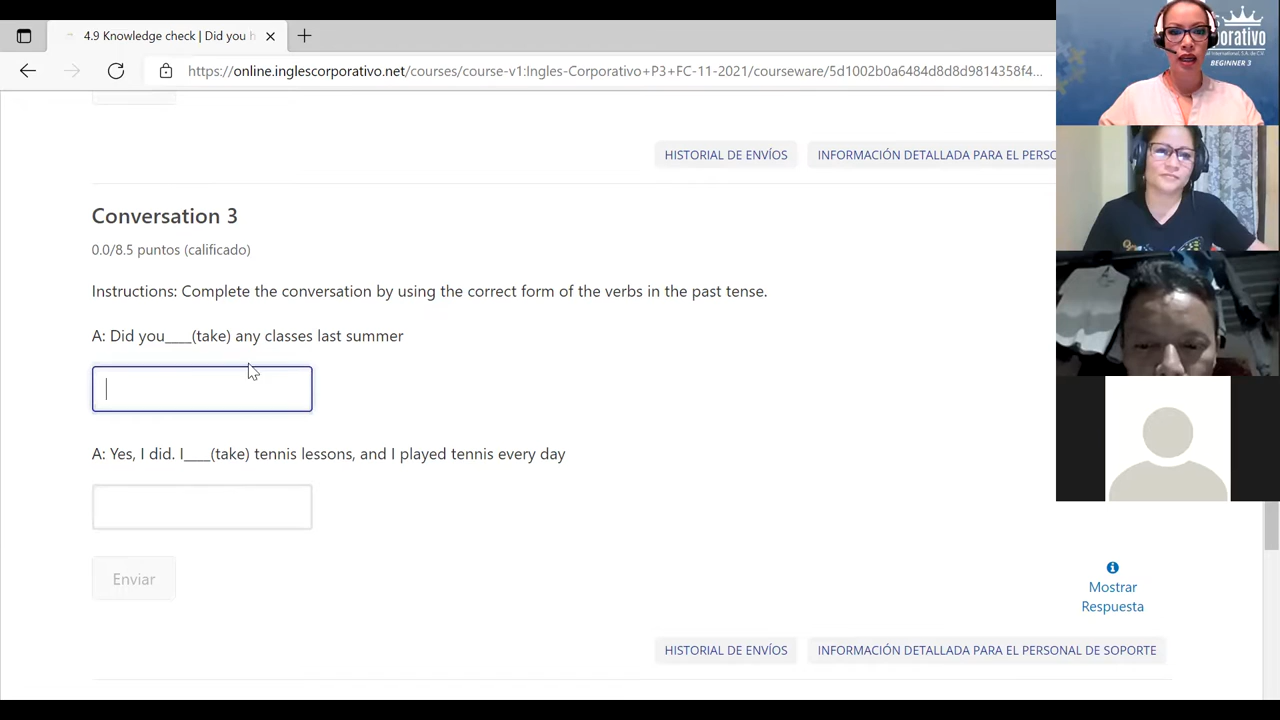 4.9 Knowledge check | Did you h
https://online.inglescorporativo.net/courses/course-v1:Ingles-Corporativo+P3+FC-11-2021/courseware/5d1002b0a6484d8d8d9814358f4...
orporativo
BEGINNER 3
HISTORIAL DE ENVÍOS
INFORMACIÓN DETALLADA PARA EL PERSO
Conversation 3
0.0/8.5 puntos (calificado)
Instructions: Complete the conversation by using the correct form of the verbs in the past tense.
A: Did you____(take) any classes last summer
A: Yes, I did. I____(take) tennis lessons, and I played tennis every day
Enviar
Mostrar
Respuesta
HISTORIAL DE ENVÍOS
INFORMACIÓN DETALLADA PARA EL PERSONAL DE SOPORTE